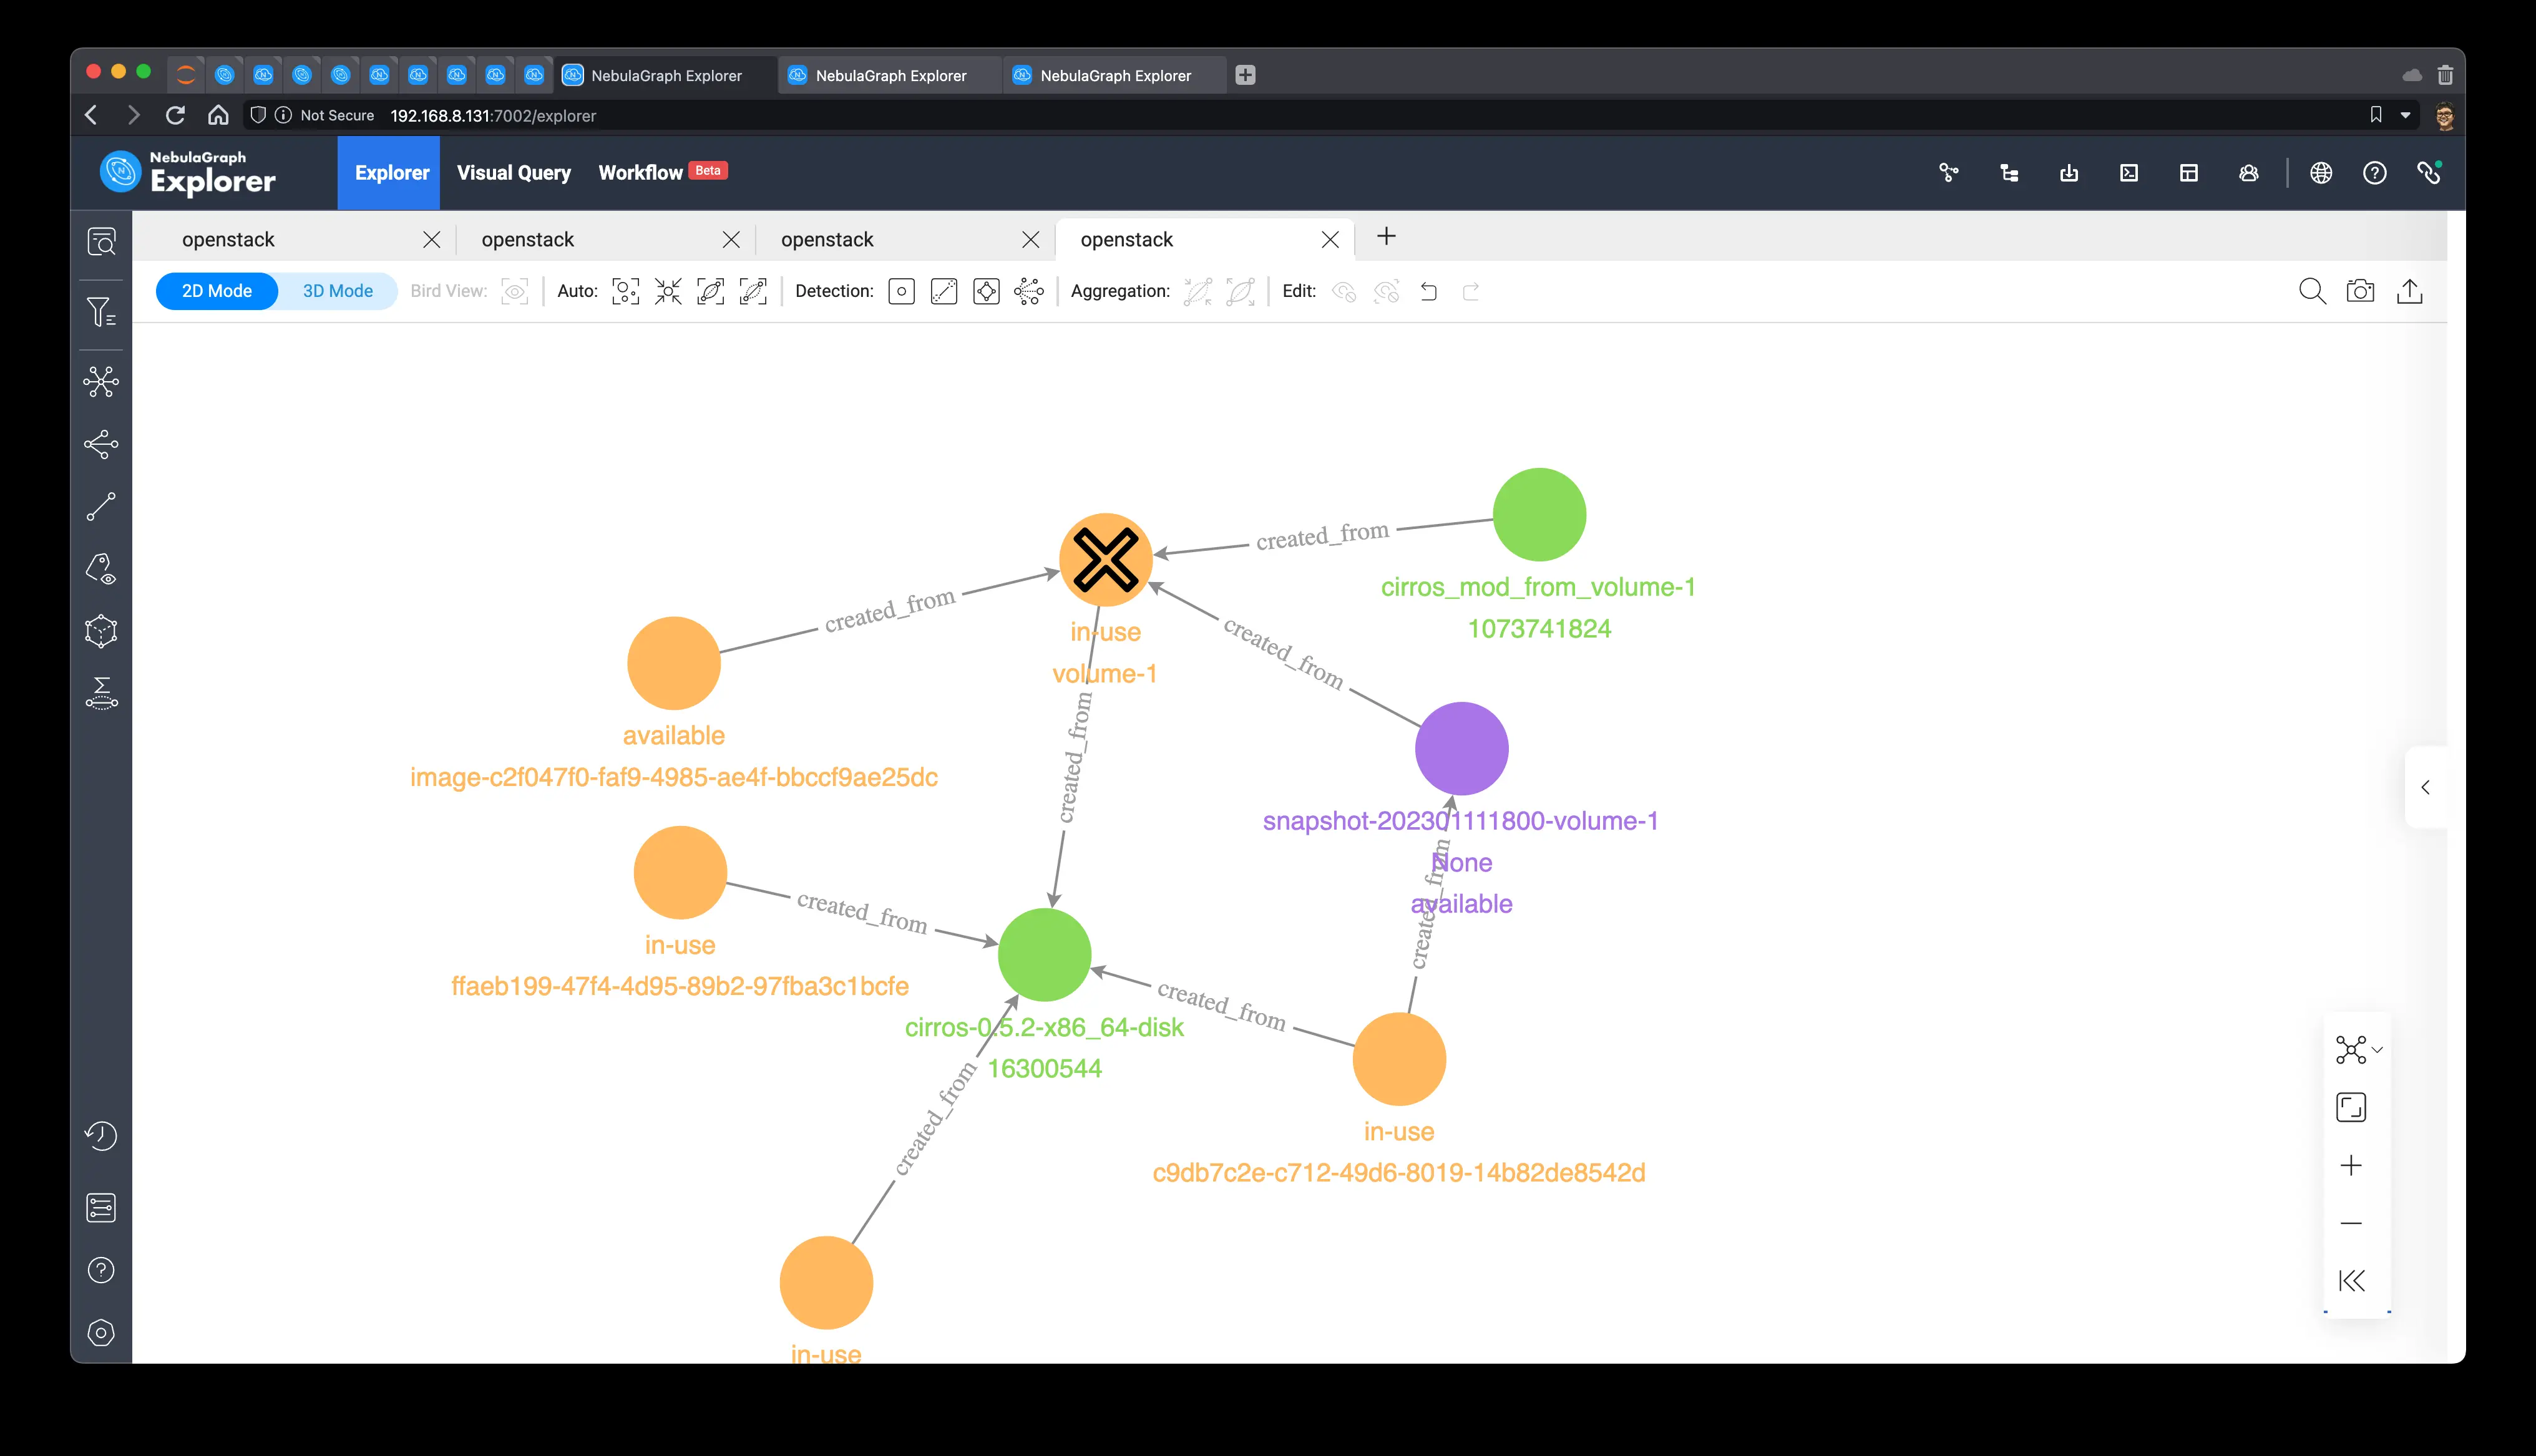 NebulaGraph Explorer
NebulaGraph Explorer
NebulaGraph Explorer
Not Secure 192.168.8.131:7002/explorer
NebulaGraph
Explorer
Explorer
Visual Query
Workflow Beta
openstack
openstack
openstack
openstack
2D Mode
3D Mode
Bird View:
Auto:
Detection:
Aggregation:
Edit:
created_from
cirros_mod_from_volume-1
1073741824
created_from
in-use
volume-1
created_from
available
image-c2f047f0-faf9-4985-ae4f-bbccf9ae25dc
created_from
snapshot-202301111800-volume-1
None
available
created_from
created_from
in-use
ffaeb199-47f4-4d95-89b2-97fba3c1bcfe
created_from
cirros-0.5.2-x86_64-disk
16300544
created_from
in-use
c9db7c2e-c712-49d6-8019-14b82de8542d
in-use